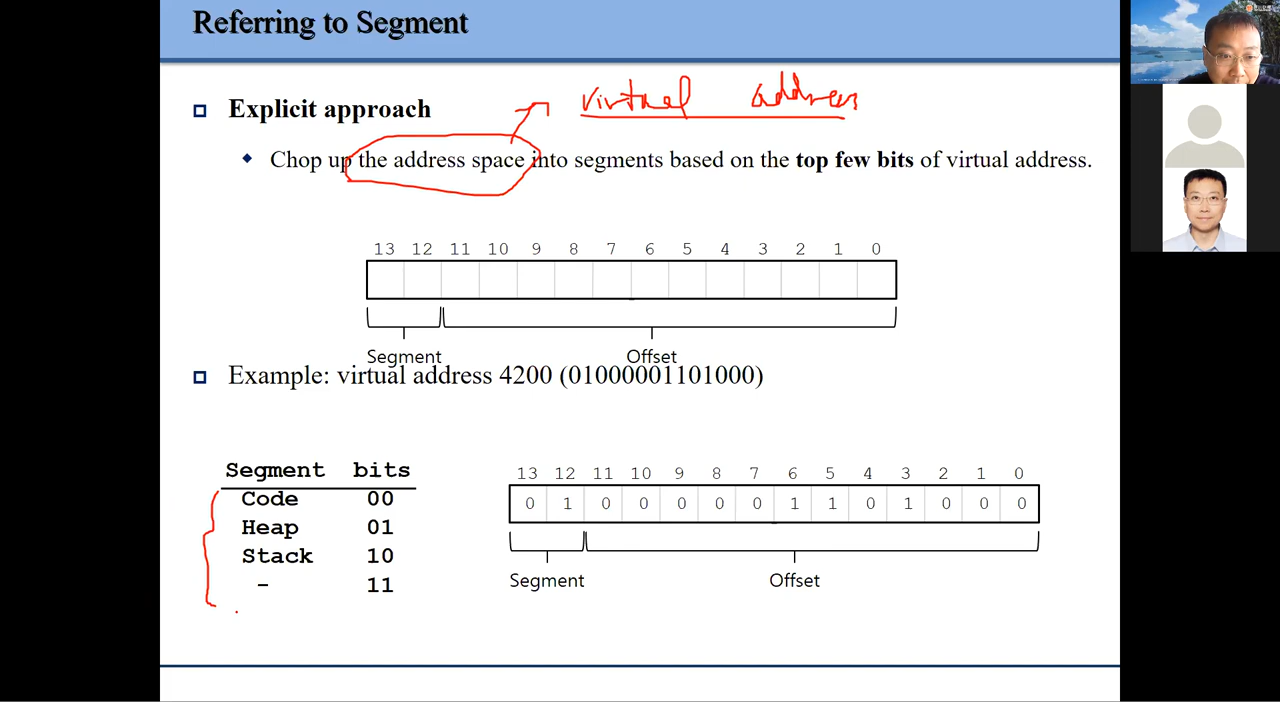 Referring to Segment
virtual address
Explicit approach
Chop up the address space into segments based on the top few bits of virtual address.
13 12 11 10 9 8 7 6 5 4 3 2 1 0
Segment Offset
Example: virtual address 4200 (01000001101000)
Segment bits
Code 00
Heap 01
Stack 10
– 11
13 12 11 10 9 8 7 6 5 4 3 2 1 0
0 1 0 0 0 0 0 1 1 0 1 0 0 0
Segment Offset